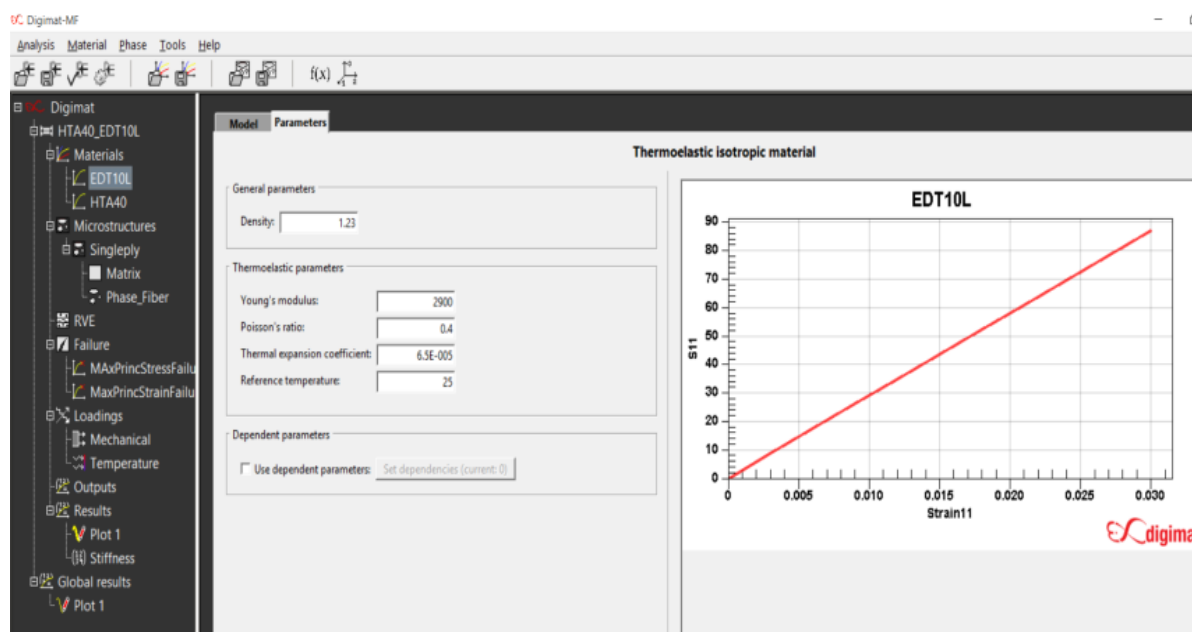 Digimat-MF
Analysis Material Phase Tools Help
f(x)
Digimat
HTA40_EDT10L
Materials
EDT10L
HTA40
Microstructures
Singleply
Matrix
Phase_Fiber
RVE
Failure
MAxPrincStressFailu
MaxPrincStrainFailu
Loadings
Mechanical
Temperature
Outputs
Results
Plot 1
Stiffness
Global results
Plot 1
Model Parameters
Thermoelastic isotropic material
General parameters
Density: 1.23
Thermoelastic parameters
Young's modulus: 2900
Poisson's ratio: 0.4
Thermal expansion coefficient: 6.5E-005
Reference temperature: 25
Dependent parameters
Use dependent parameters: Set dependencies (current: 0)
EDT10L
90
80
70
60
50
40
30
20
10
0
S11
0 0.005 0.010 0.015 0.020 0.025 0.030
Strain11
digima